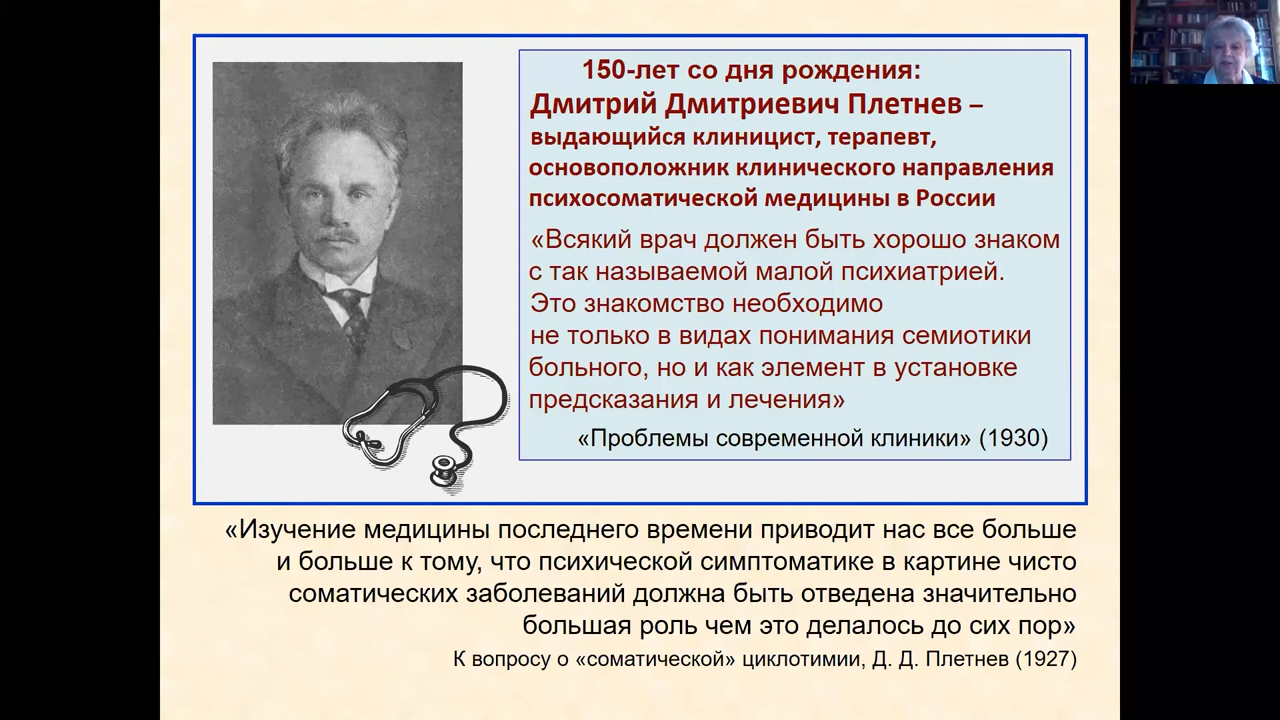 150-лет со дня рождения:
Дмитрий Дмитриевич Плетнев –
выдающийся клиницист, терапевт,
основоположник клинического направления
психосоматической медицины в России
«Всякий врач должен быть хорошо знаком
с так называемой малой психиатрией.
Это знакомство необходимо
не только в видах понимания семиотики
больного, но и как элемент в установке
предсказания и лечения»
«Проблемы современной клиники» (1930)
«Изучение медицины последнего времени приводит нас все больше
и больше к тому, что психической симптоматике в картине чисто
соматических заболеваний должна быть отведена значительно
большая роль чем это делалось до сих пор»
К вопросу о «соматической» циклотимии, Д. Д. Плетнев (1927)